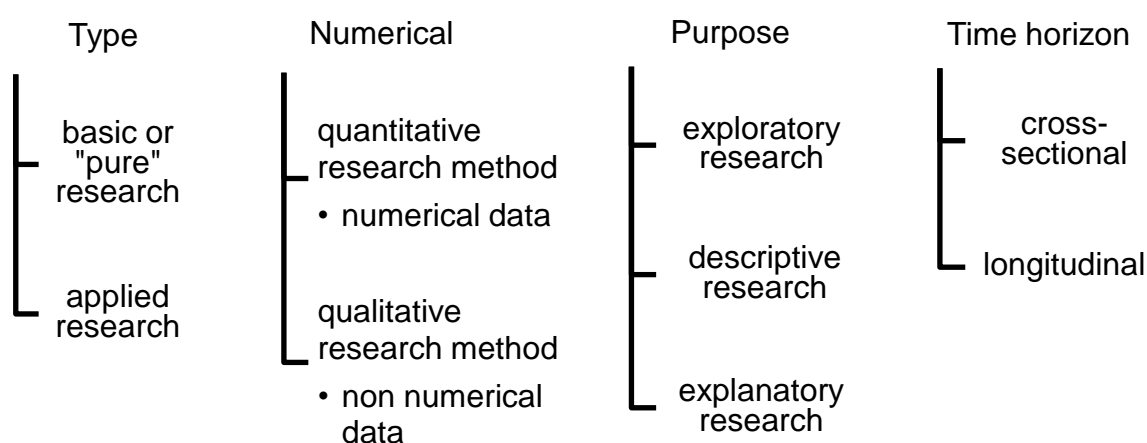 Type
basic or
"pure"
research
applied
research
Numerical
quantitative
research method
• numerical data
qualitative
research method
• non numerical
data
Purpose
exploratory
research
descriptive
research
explanatory
research
Time horizon
cross-
sectional
longitudinal